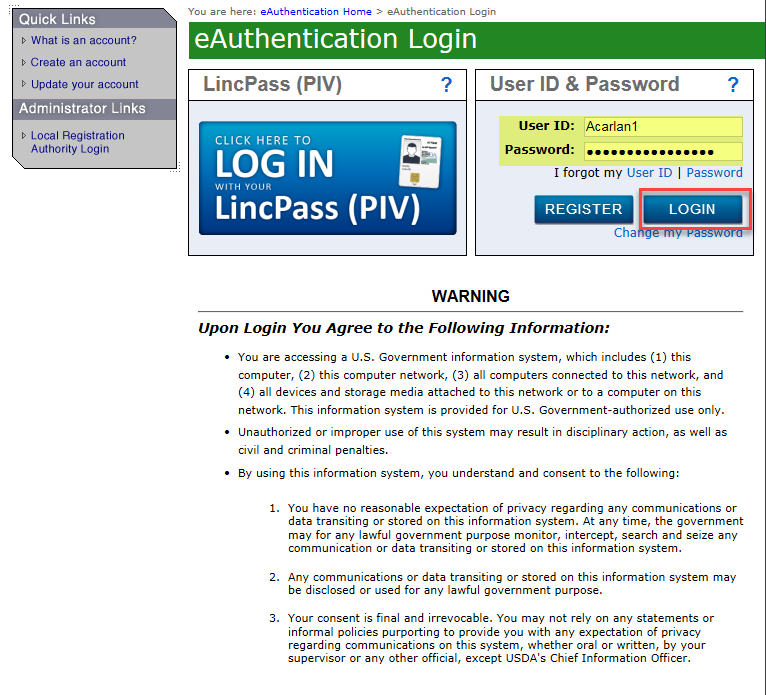 Quick Links
What is an account?
Create an account
Update your account
Administrator Links
Local Registration
Authority Login
You are here: eAuthentication Home > eAuthentication Login
eAuthentication Login
LincPass (PIV) ?
CLICK HERE TO
LOG IN
WITH YOUR
LincPass (PIV)
User ID & Password ?
User ID: Acarlan1
Password: ••••••••••••••••
I forgot my User ID | Password
REGISTER LOGIN
Change my Password
WARNING
Upon Login You Agree to the Following Information:
• You are accessing a U.S. Government information system, which includes (1) this
computer, (2) this computer network, (3) all computers connected to this network, and
(4) all devices and storage media attached to this network or to a computer on this
network. This information system is provided for U.S. Government-authorized use only.
• Unauthorized or improper use of this system may result in disciplinary action, as well as
civil and criminal penalties.
• By using this information system, you understand and consent to the following:
1. You have no reasonable expectation of privacy regarding any communications or
data transiting or stored on this information system. At any time, the government
may for any lawful government purpose monitor, intercept, search and seize any
communication or data transiting or stored on this information system.
2. Any communications or data transiting or stored on this information system may
be disclosed or used for any lawful government purpose.
3. Your consent is final and irrevocable. You may not rely on any statements or
informal policies purporting to provide you with any expectation of privacy
regarding communications on this system, whether oral or written, by your
supervisor or any other official, except USDA's Chief Information Officer.